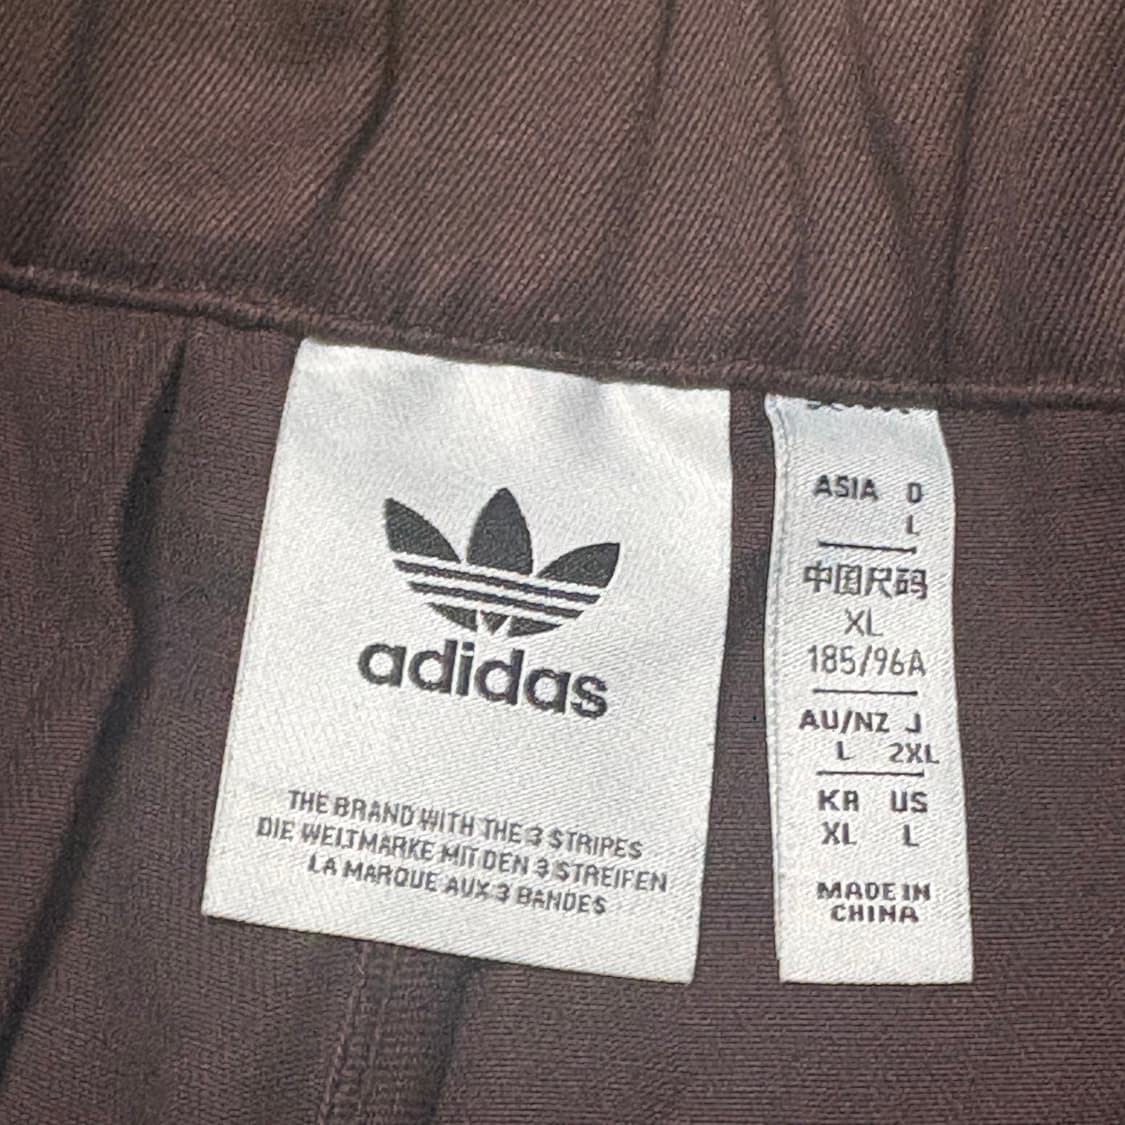 adidas
THE BRAND WITH THE 3 STRIPES
DIE WELTMARKE MIT DEN 3 STREIFEN
LA MARQUE AUX 3 BANDES
ASIA D
L
中国尺码
XL
185/96A
AU/NZ J
L 2XL
KR US
XL L
MADE IN
CHINA